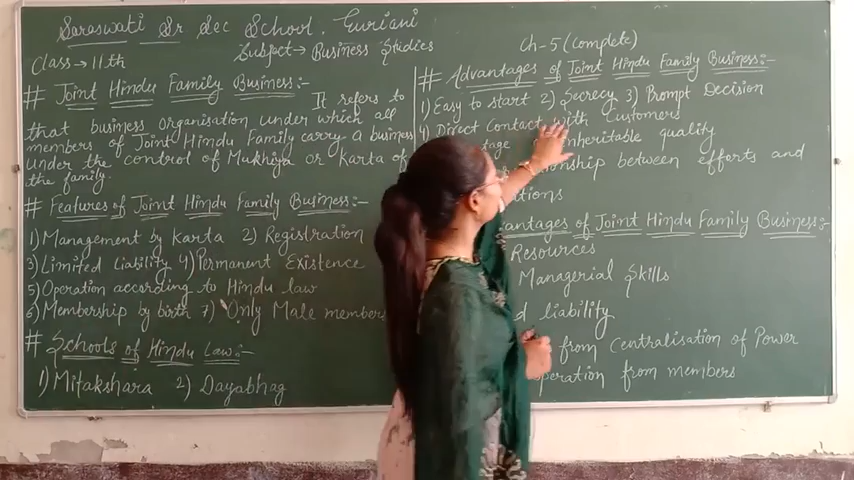 Saraswati Sr Sec School, Guriani
Subject → Business Studies
Class → 11th
# Joint Hindu Family Business:-
It refers to
that business organisation under which all
members of Joint Hindu Family carry a business
under the control of Mukhiya or Karta of
the family.
# Features of Joint Hindu Family Business:-
1) Management by Karta 2) Registration
3) Limited Liability 4) Permanent Existence
5) Operation according to Hindu law
6) Membership by birth 7) Only Male members
# Schools of Hindu Law:-
1) Mitakshara 2) Dayabhag
Ch-5 (complete)
# Advantages of Joint Hindu Family Business:-
1) Easy to start 2) Secrecy 3) Prompt Decision
4) Direct Contact with Customers
inheritable quality
between efforts and
of Joint Hindu Family Business:-
Resources
Managerial Skills
liability
from Centralisation of Power
from members